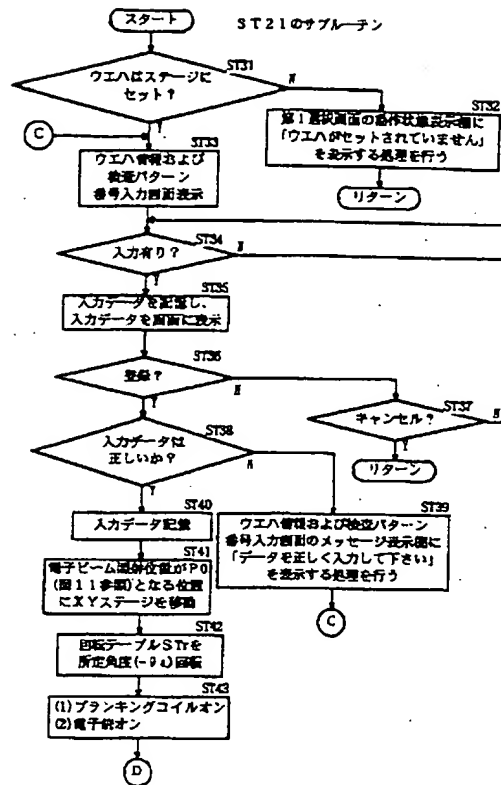 スタート
ST21のサブルーチン
ST31
ウエハはステージに
セット?
N
Y
ST32
第1選択画面の操作状態表示欄に
「ウエハがセットされていません」
を表示する処理を行う
リターン
C
ST33
ウエハ情報および
検査パターン
番号入力画面表示
ST34
入力有り?
N
Y
ST35
入力データを記憶し、
入力データを画面に表示
ST36
登録?
N
Y
ST37
キャンセル?
N
Y
リターン
ST38
入力データは
正しいか?
N
Y
ST39
ウエハ情報および検査パターン
番号入力画面のメッセージ表示面に
「データを正しく入力して下さい」
を表示する処理を行う
C
ST40
入力データ記憶
ST41
電子ビーム照射位置がP0
(図11参照)となる位置
にXYステージを移動
ST42
回転テーブルSTrを
所定角度 回転
ST43
(1)ブランキングコイルオン
(2)電子銃オン
D